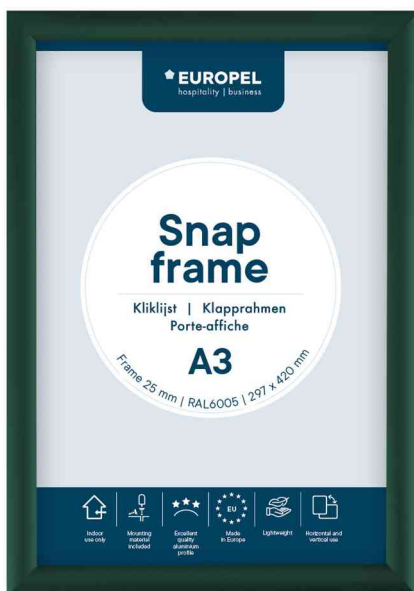 EUROPEL
hospitality | business
Snap
frame
Kliklijst | Klapprahmen
Porte-affiche
A3
Frame 25 mm | RAL6005 | 297 x 420 mm
EU
Indoor
use only
Mounting
material
included
Excellent
quality
aluminium
profile
Made
in Europe
Lightweight
Horizontal and
vertical use